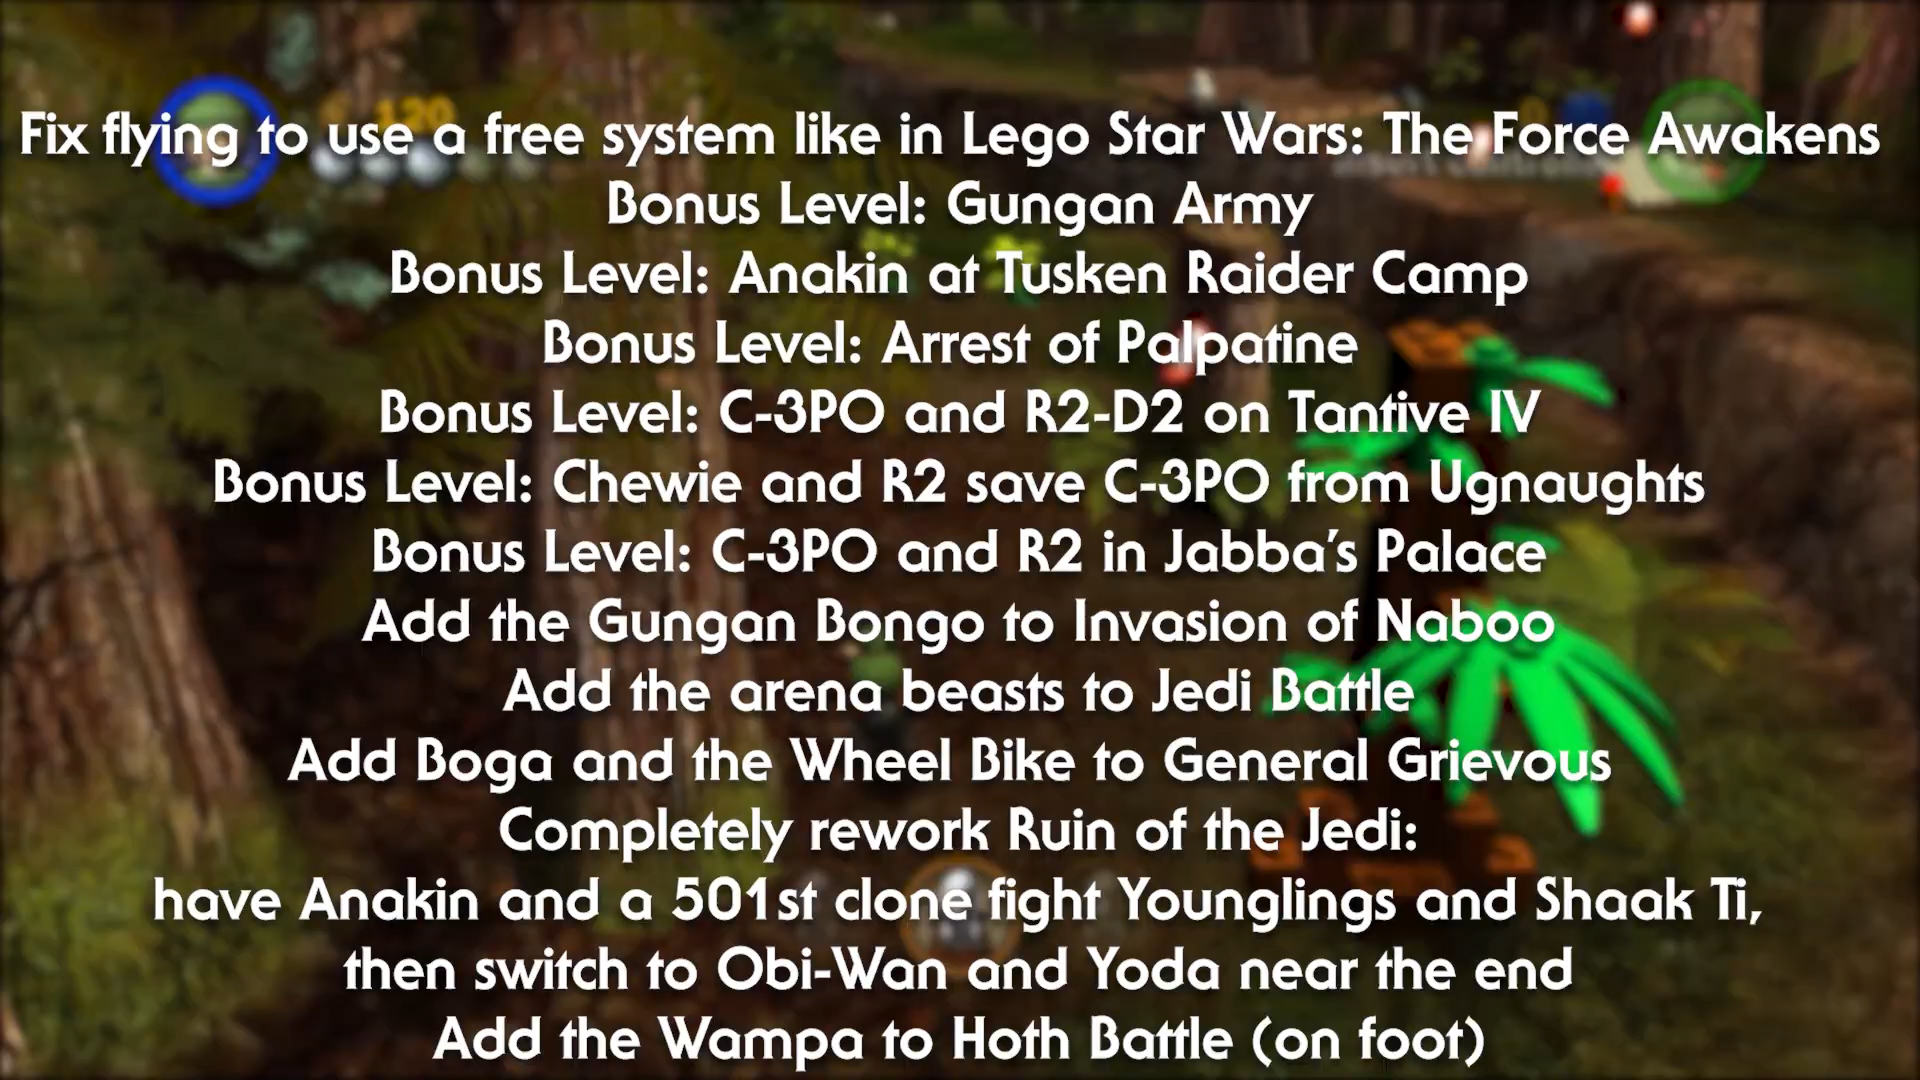 Fix flying to use a free system like in Lego Star Wars: The Force Awakens
120
Bonus Level: Gungan Army
Bonus Level: Anakin at Tusken Raider Camp
Bonus Level: Arrest of Palpatine
Bonus Level: C-3PO and R2-D2 on Tantive IV
Bonus Level: Chewie and R2 save C-3PO from Ugnaughts
Bonus Level: C-3PO and R2 in Jabba's Palace
Add the Gungan Bongo to Invasion of Naboo
Add the arena beasts to Jedi Battle
Add Boga and the Wheel Bike to General Grievous
Completely rework Ruin of the Jedi:
have Anakin and a 501st clone fight Younglings and Shaak Ti,
then switch to Obi-Wan and Yoda near the end
Add the Wampa to Hoth Battle (on foot)